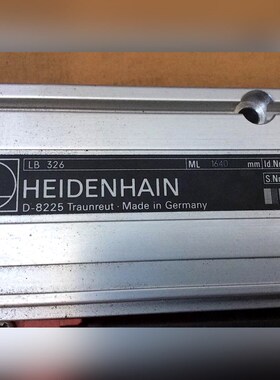 LB 326 ML 1640 mm Id.Nr
S.Nr
HEIDENHAIN
D-8225 Traunreut · Made in Germany